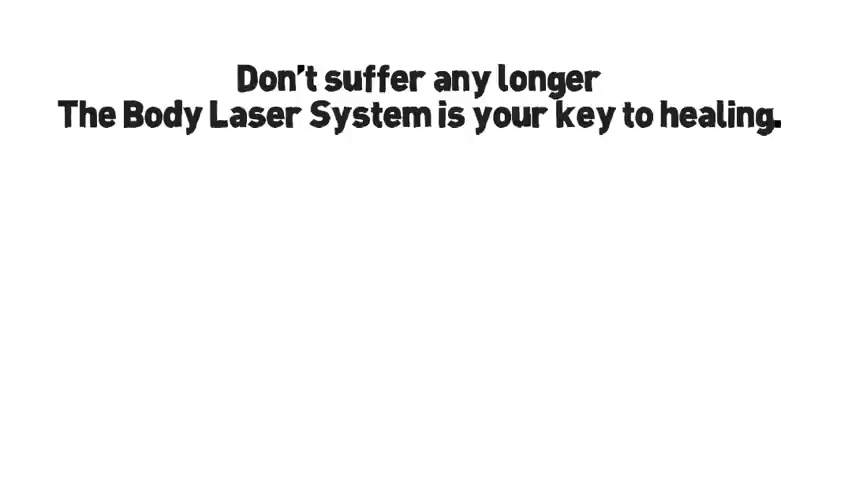 Don't suffer any longer
The Body Laser System is your key to healing.